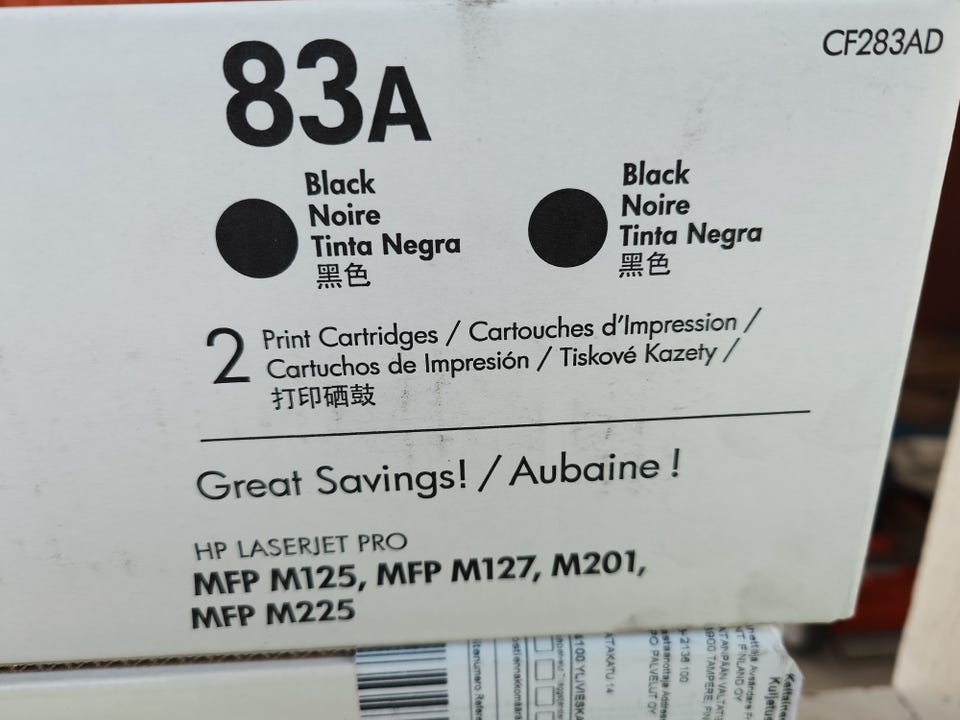 CF283AD
83A
Black
Noire
Tinta Negra
黑色
Black
Noire
Tinta Negra
黑色
2 Print Cartridges / Cartouches d'Impression /
Cartuchos de Impresión / Tiskové Kazety /
打印硒鼓
Great Savings! / Aubaine !
HP LASERJET PRO
MFP M125, MFP M127, M201,
MFP M225